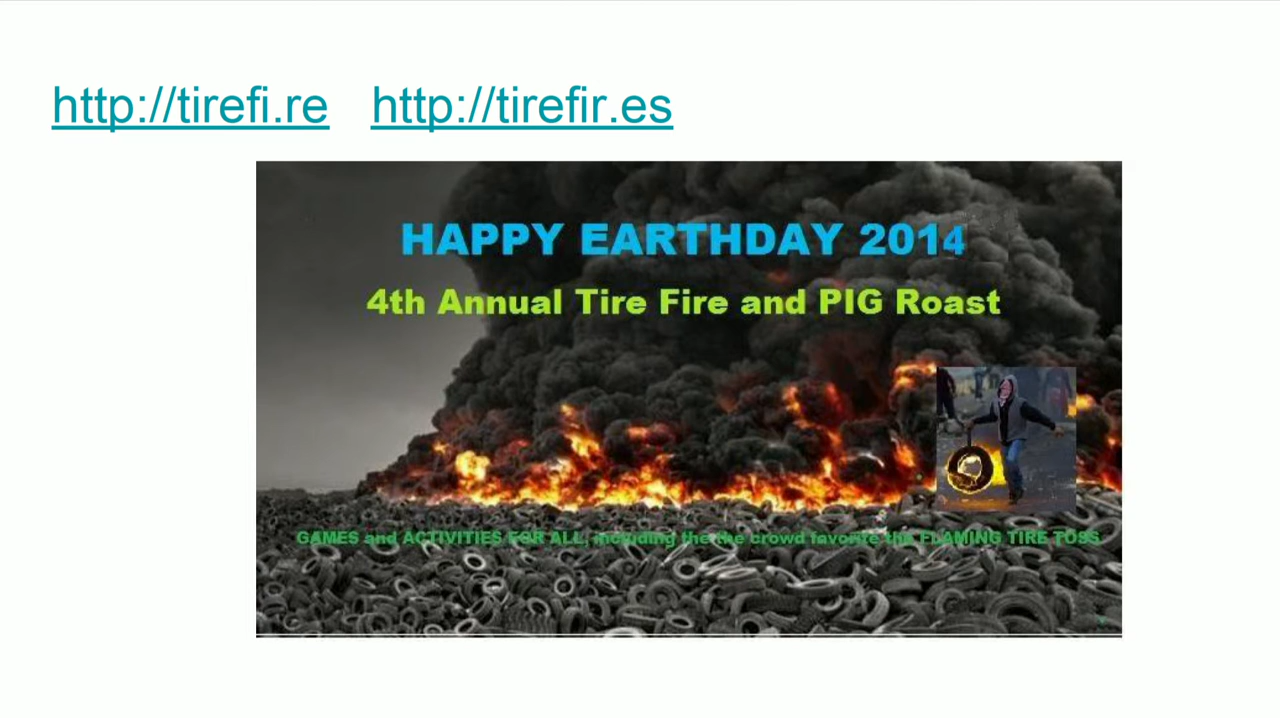 http://tirefi.re http://tirefir.es
HAPPY EARTHDAY 2014
4th Annual Tire Fire and PIG Roast
GAMES and ACTIVITIES FOR ALL, including the the crowd favorite the FLAMING TIRE TOSS